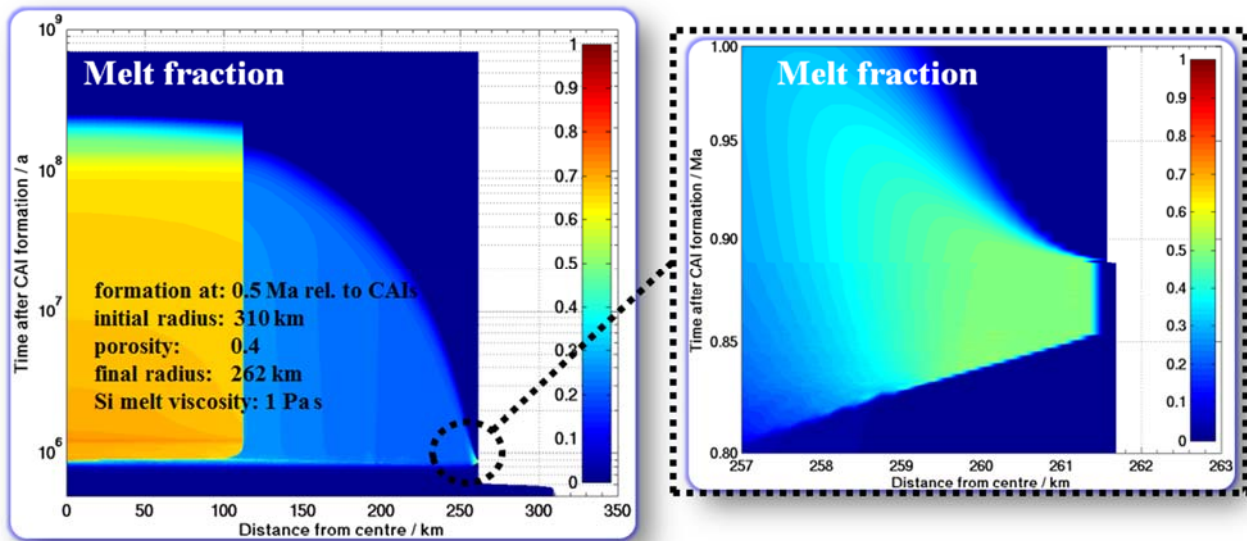 Melt fraction
10^9
10^8
10^7
10^6
Time after CAI formation / a
formation at: 0.5 Ma rel. to CAIs
initial radius: 310 km
porosity: 0.4
final radius: 262 km
Si melt viscosity: 1 Pa s
0 50 100 150 200 250 300 350
Distance from centre / km
1
0.9
0.8
0.7
0.6
0.5
0.4
0.3
0.2
0.1
0
Melt fraction
1.00
0.95
0.90
0.85
0.80
Time after CAI formation / Ma
257 258 259 260 261 262 263
Distance from centre / km
1
0.9
0.8
0.7
0.6
0.5
0.4
0.3
0.2
0.1
0